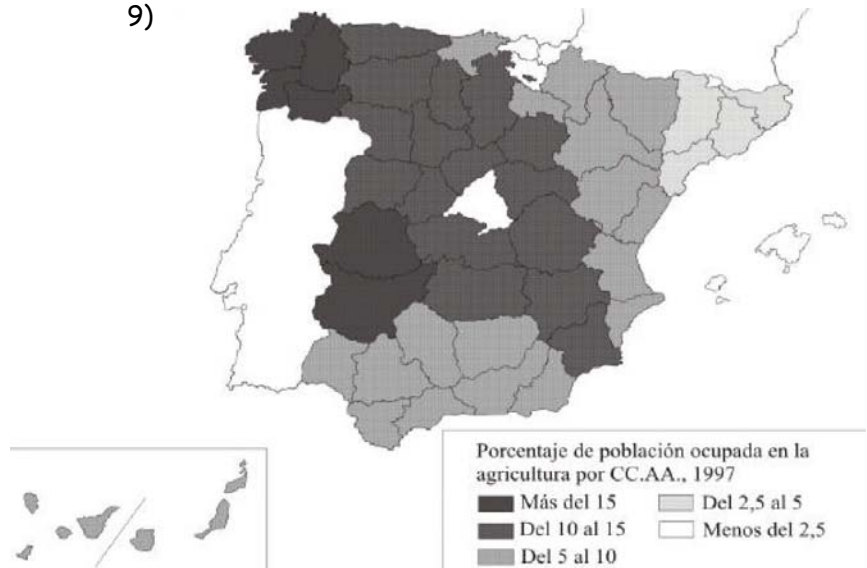 9)
Porcentaje de población ocupada en la
agricultura por CC.AA., 1997
Más del 15
Del 2,5 al 5
Del 10 al 15
Menos del 2,5
Del 5 al 10